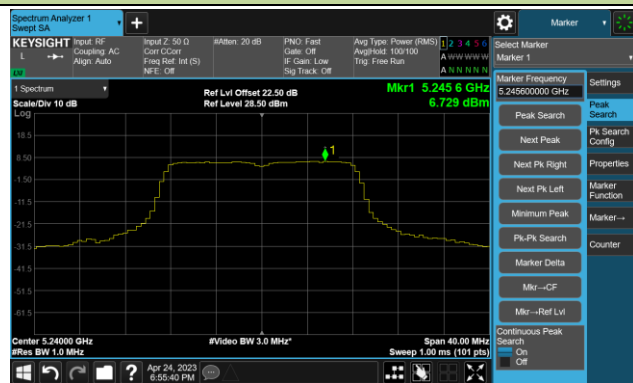 Spectrum Analyzer 1
Swept SA
Marker
KEYSIGHT
L
LXI
Input: RF
Coupling: AC
Align: Auto
Input Z: 50 Ω
Corr CCorr
Freq Ref: Int (S)
NFE: Off
#Atten: 20 dB
PNO: Fast
Gate: Off
IF Gain: Low
Sig Track: Off
Avg Type: Power (RMS)
Avg|Hold: 100/100
Trig: Free Run
1 2 3 4 5 6
A W W W W W
A N N N N N
Select Marker
Marker 1
1 Spectrum
Scale/Div 10 dB
Ref Lvl Offset 22.50 dB
Ref Level 28.50 dBm
Mkr1 5.245 6 GHz
6.729 dBm
Log
18.5
8.50
-1.50
-11.5
-21.5
-31.5
-41.5
-51.5
-61.5
1
Center 5.24000 GHz
#Res BW 1.0 MHz
#Video BW 3.0 MHz*
Span 40.00 MHz
Sweep 1.00 ms (101 pts)
Marker Frequency
5.245600000 GHz
Peak Search
Next Peak
Next Pk Right
Next Pk Left
Minimum Peak
Pk-Pk Search
Marker Delta
Mkr→CF
Mkr→Ref Lvl
Continuous Peak
Search
On
Off
Settings
Peak
Search
Pk Search
Config
Properties
Marker
Function
Marker→
Counter
?
Apr 24, 2023
6:55:40 PM